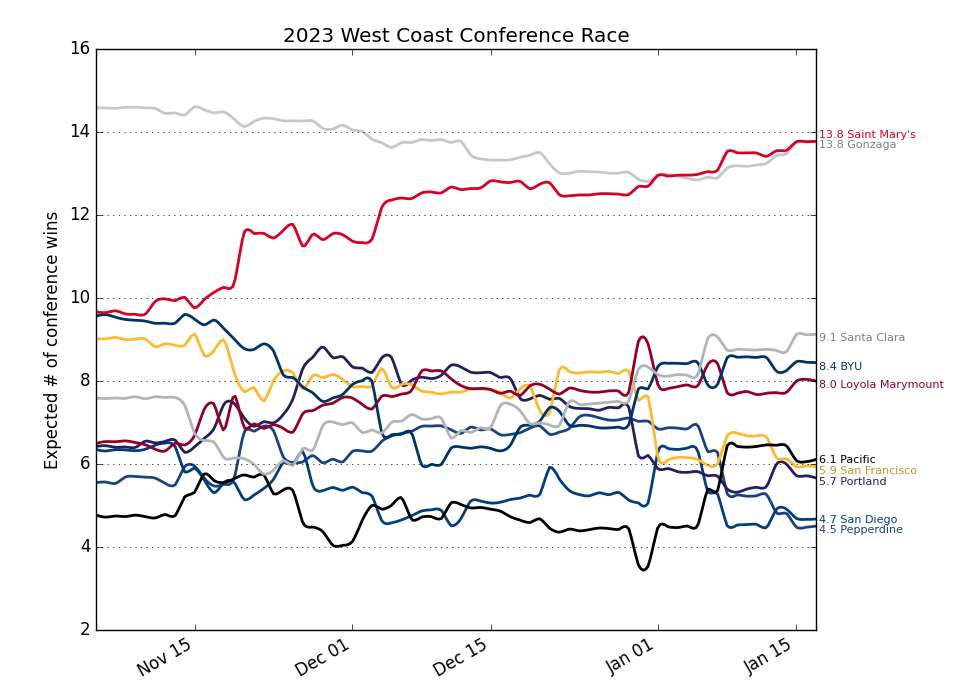 2023 West Coast Conference Race
Expected # of conference wins
16
14
12
10
8
6
4
2
Nov 15
Dec 01
Dec 15
Jan 01
Jan 15
13.8 Saint Mary's
13.8 Gonzaga
9.1 Santa Clara
8.4 BYU
8.0 Loyola Marymount
6.1 Pacific
5.9 San Francisco
5.7 Portland
4.7 San Diego
4.5 Pepperdine